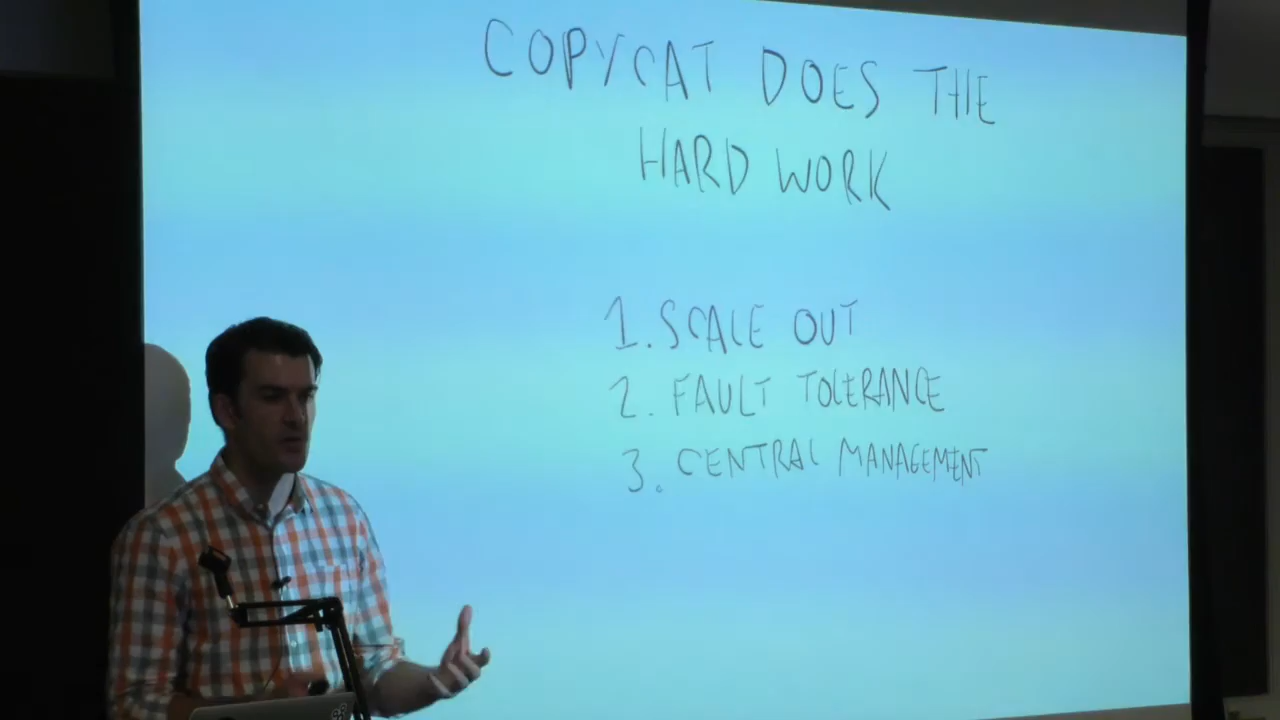 COPYCAT DOES THE
HARD WORK
1. SCALE OUT
2. FAULT TOLERANCE
3. CENTRAL MANAGEMENT